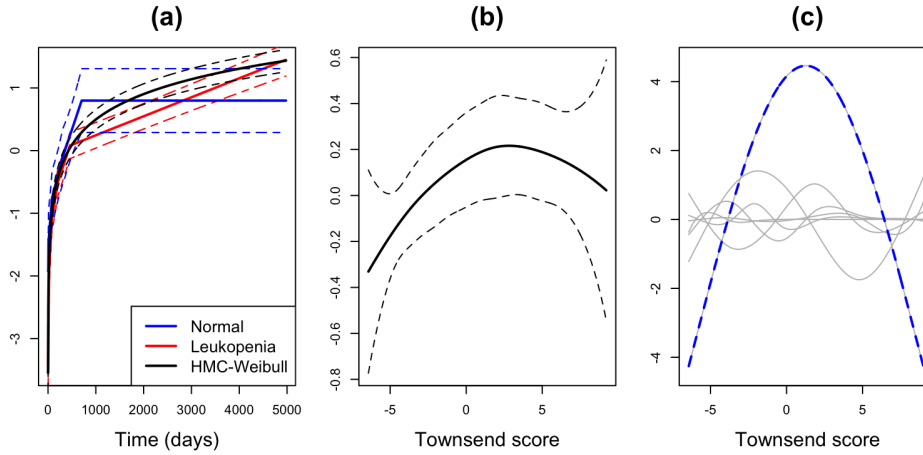 (a)
1
0
-1
-2
-3
Normal
Leukopenia
HMC-Weibull
0 1000 2000 3000 4000 5000
Time (days)
(b)
0.6
0.4
0.2
0.0
-0.2
-0.4
-0.6
-0.8
-5 0 5
Townsend score
(c)
4
2
0
-2
-4
-5 0 5
Townsend score